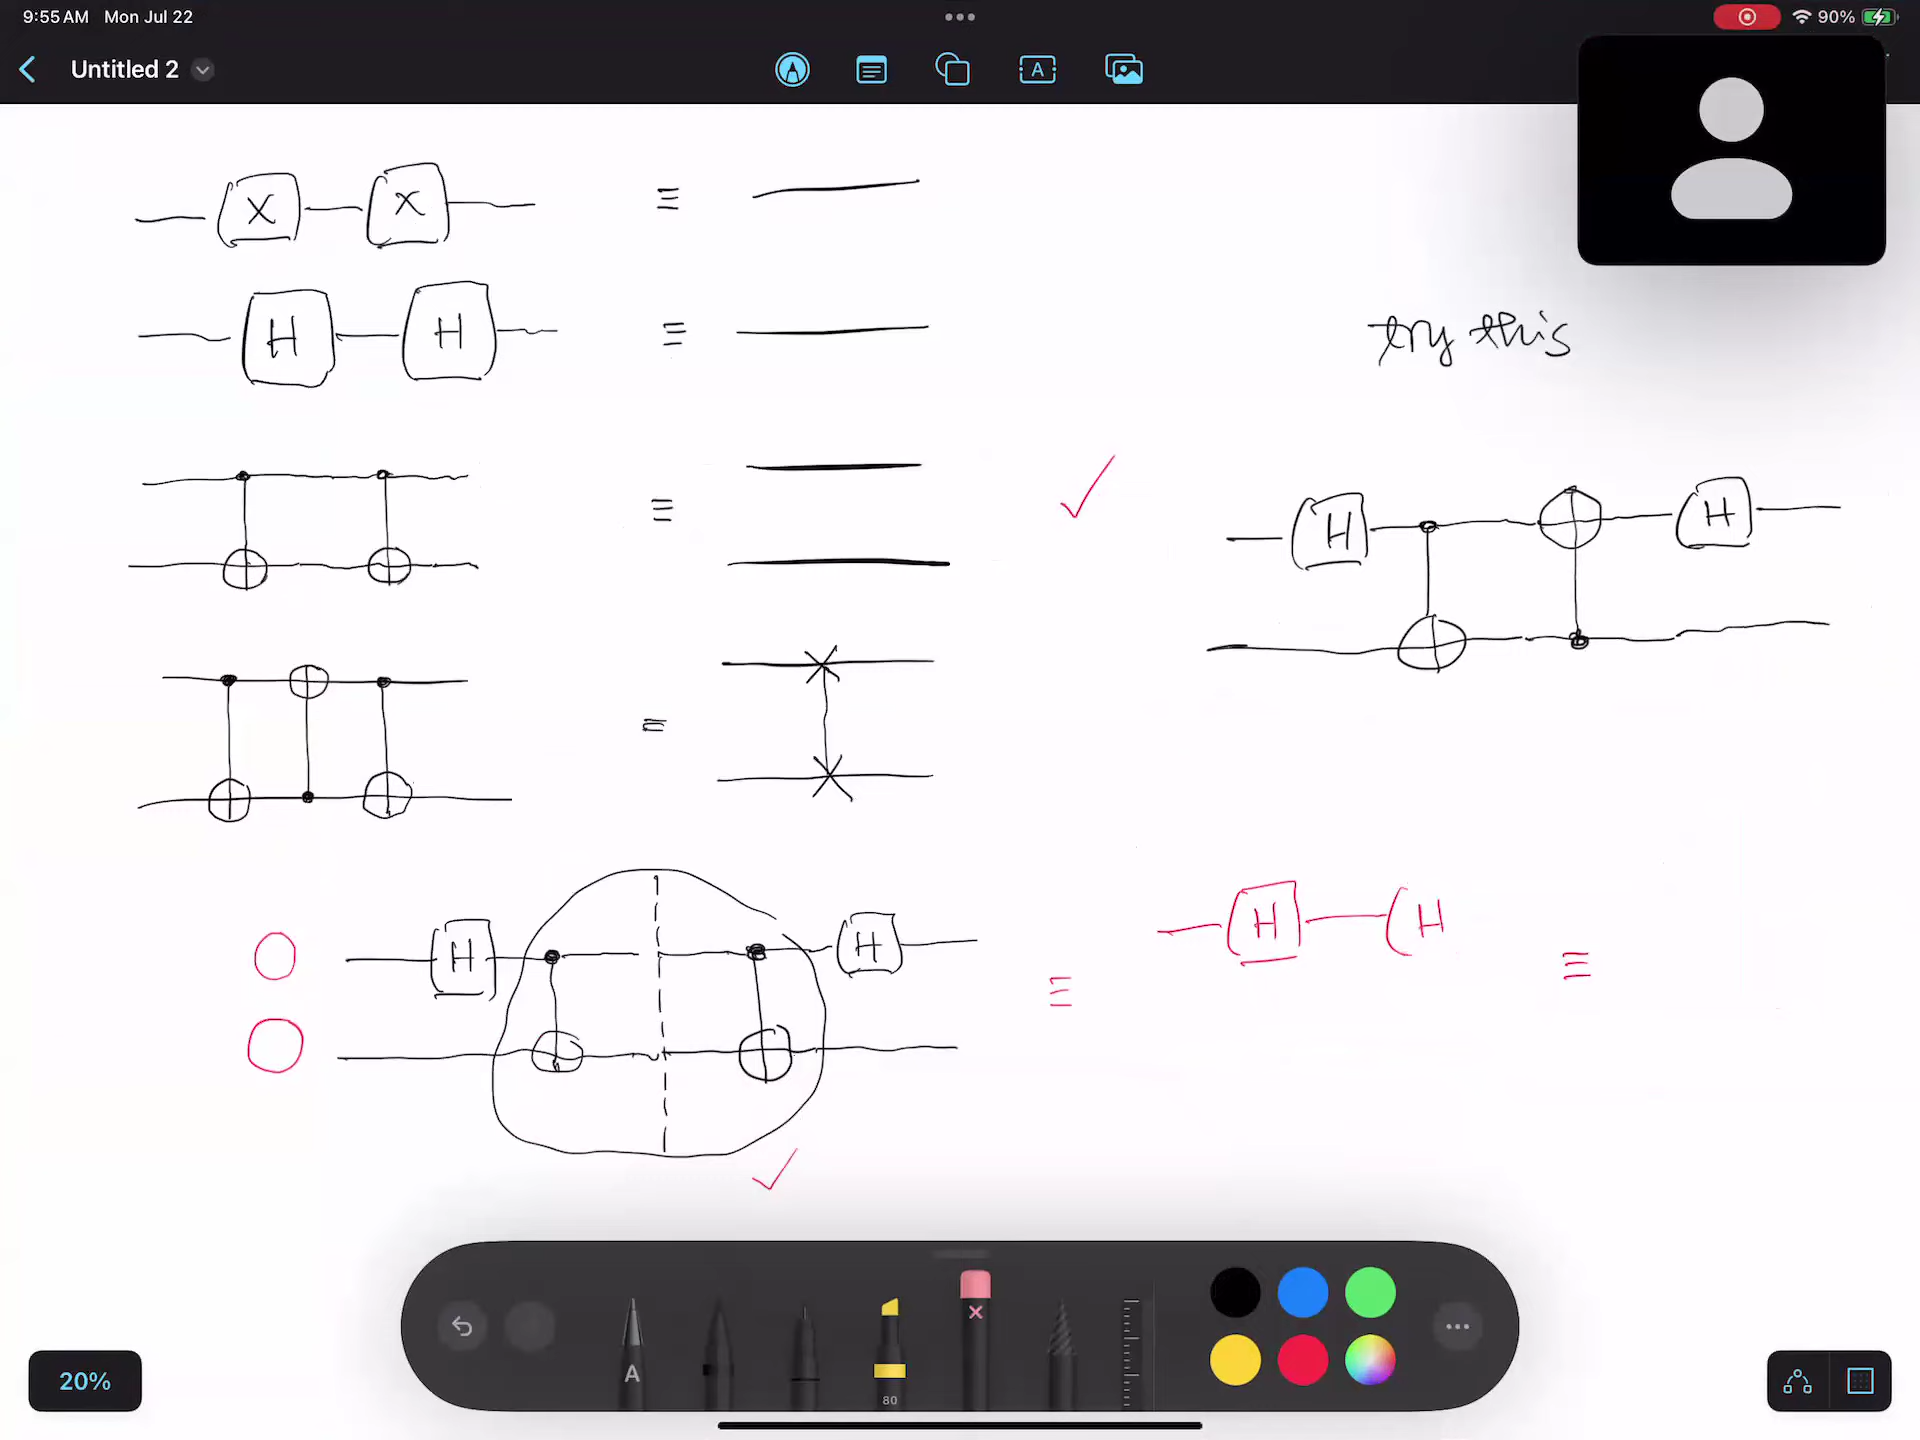 9:55 AM Mon Jul 22
90%
Untitled 2
A
X X ≡
H H ≡
try this
≡
H H
≡
H H ≡ H H ≡
A
80
20%